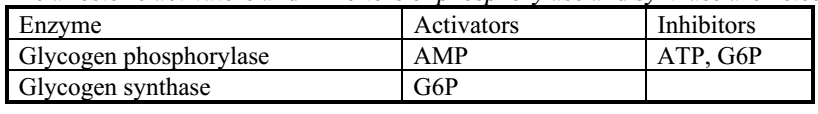 Enzyme Activators Inhibitors
Glycogen phosphorylase AMP ATP, G6P
Glycogen synthase G6P